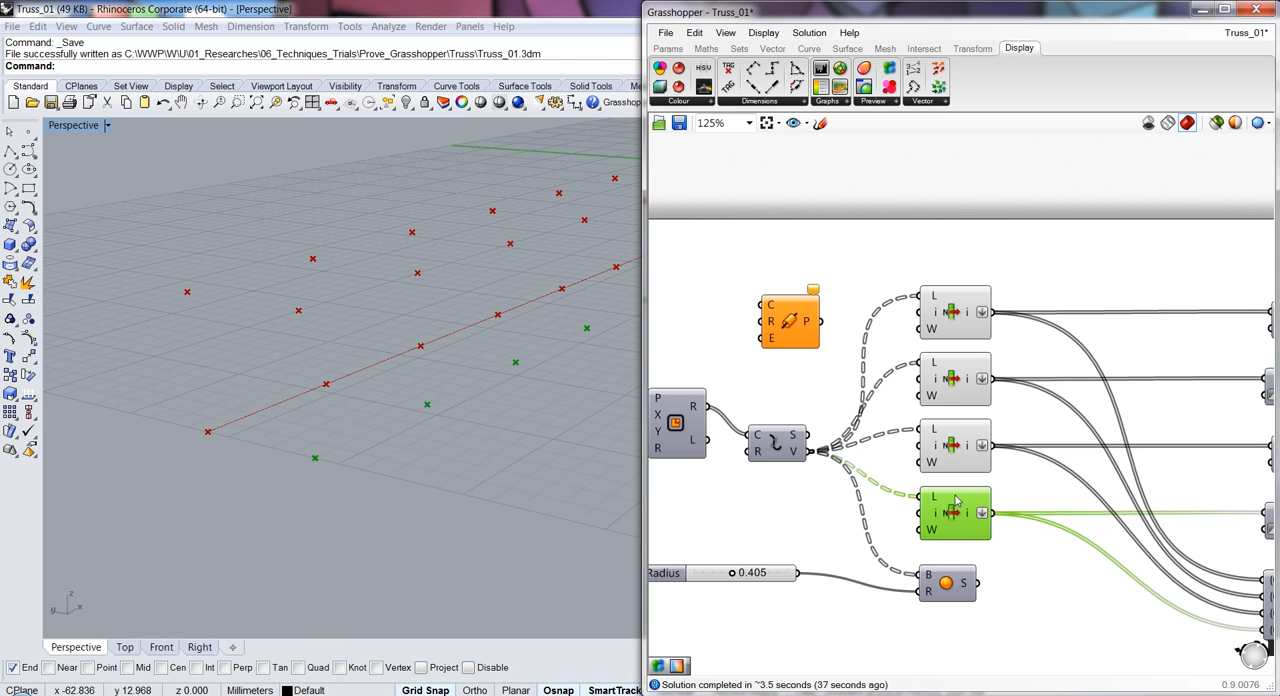 Truss_01 (49 KB) - Rhinoceros Corporate (64-bit) - [Perspective]
File Edit View Curve Surface Solid Mesh Dimension Transform Tools Analyze Render Panels Help
Command: _Save
File successfully written as C:\WWP\W\U\01_Researches\06_Techniques_Trials\Prove_Grasshopper\Truss\Truss_01.3dm
Command:
Standard CPlanes Set View Display Select Viewport Layout Visibility Transform Curve Tools Surface Tools Solid Tools Me
Grasshop
Perspective
z
y x
Perspective Top Front Right
End Near Point Mid Cen Int Perp Tan Quad Knot Vertex Project Disable
CPlane x -62.836 y 12.968 z 0.000 Millimeters Default Grid Snap Ortho Planar Osnap SmartTrack
Grasshopper - Truss_01*
File Edit View Display Solution Help Truss_01*
Params Maths Sets Vector Curve Surface Mesh Intersect Transform Display
Colour Dimensions Graphs Preview Vector
125%
C
R P
E
P R
X
Y L
R
C S
R V
L
i i
W
L
i i
W
L
i i
W
L
i i
W
Radius 0.405
B S
R
Solution completed in ~3.5 seconds (37 seconds ago) 0.9.0076